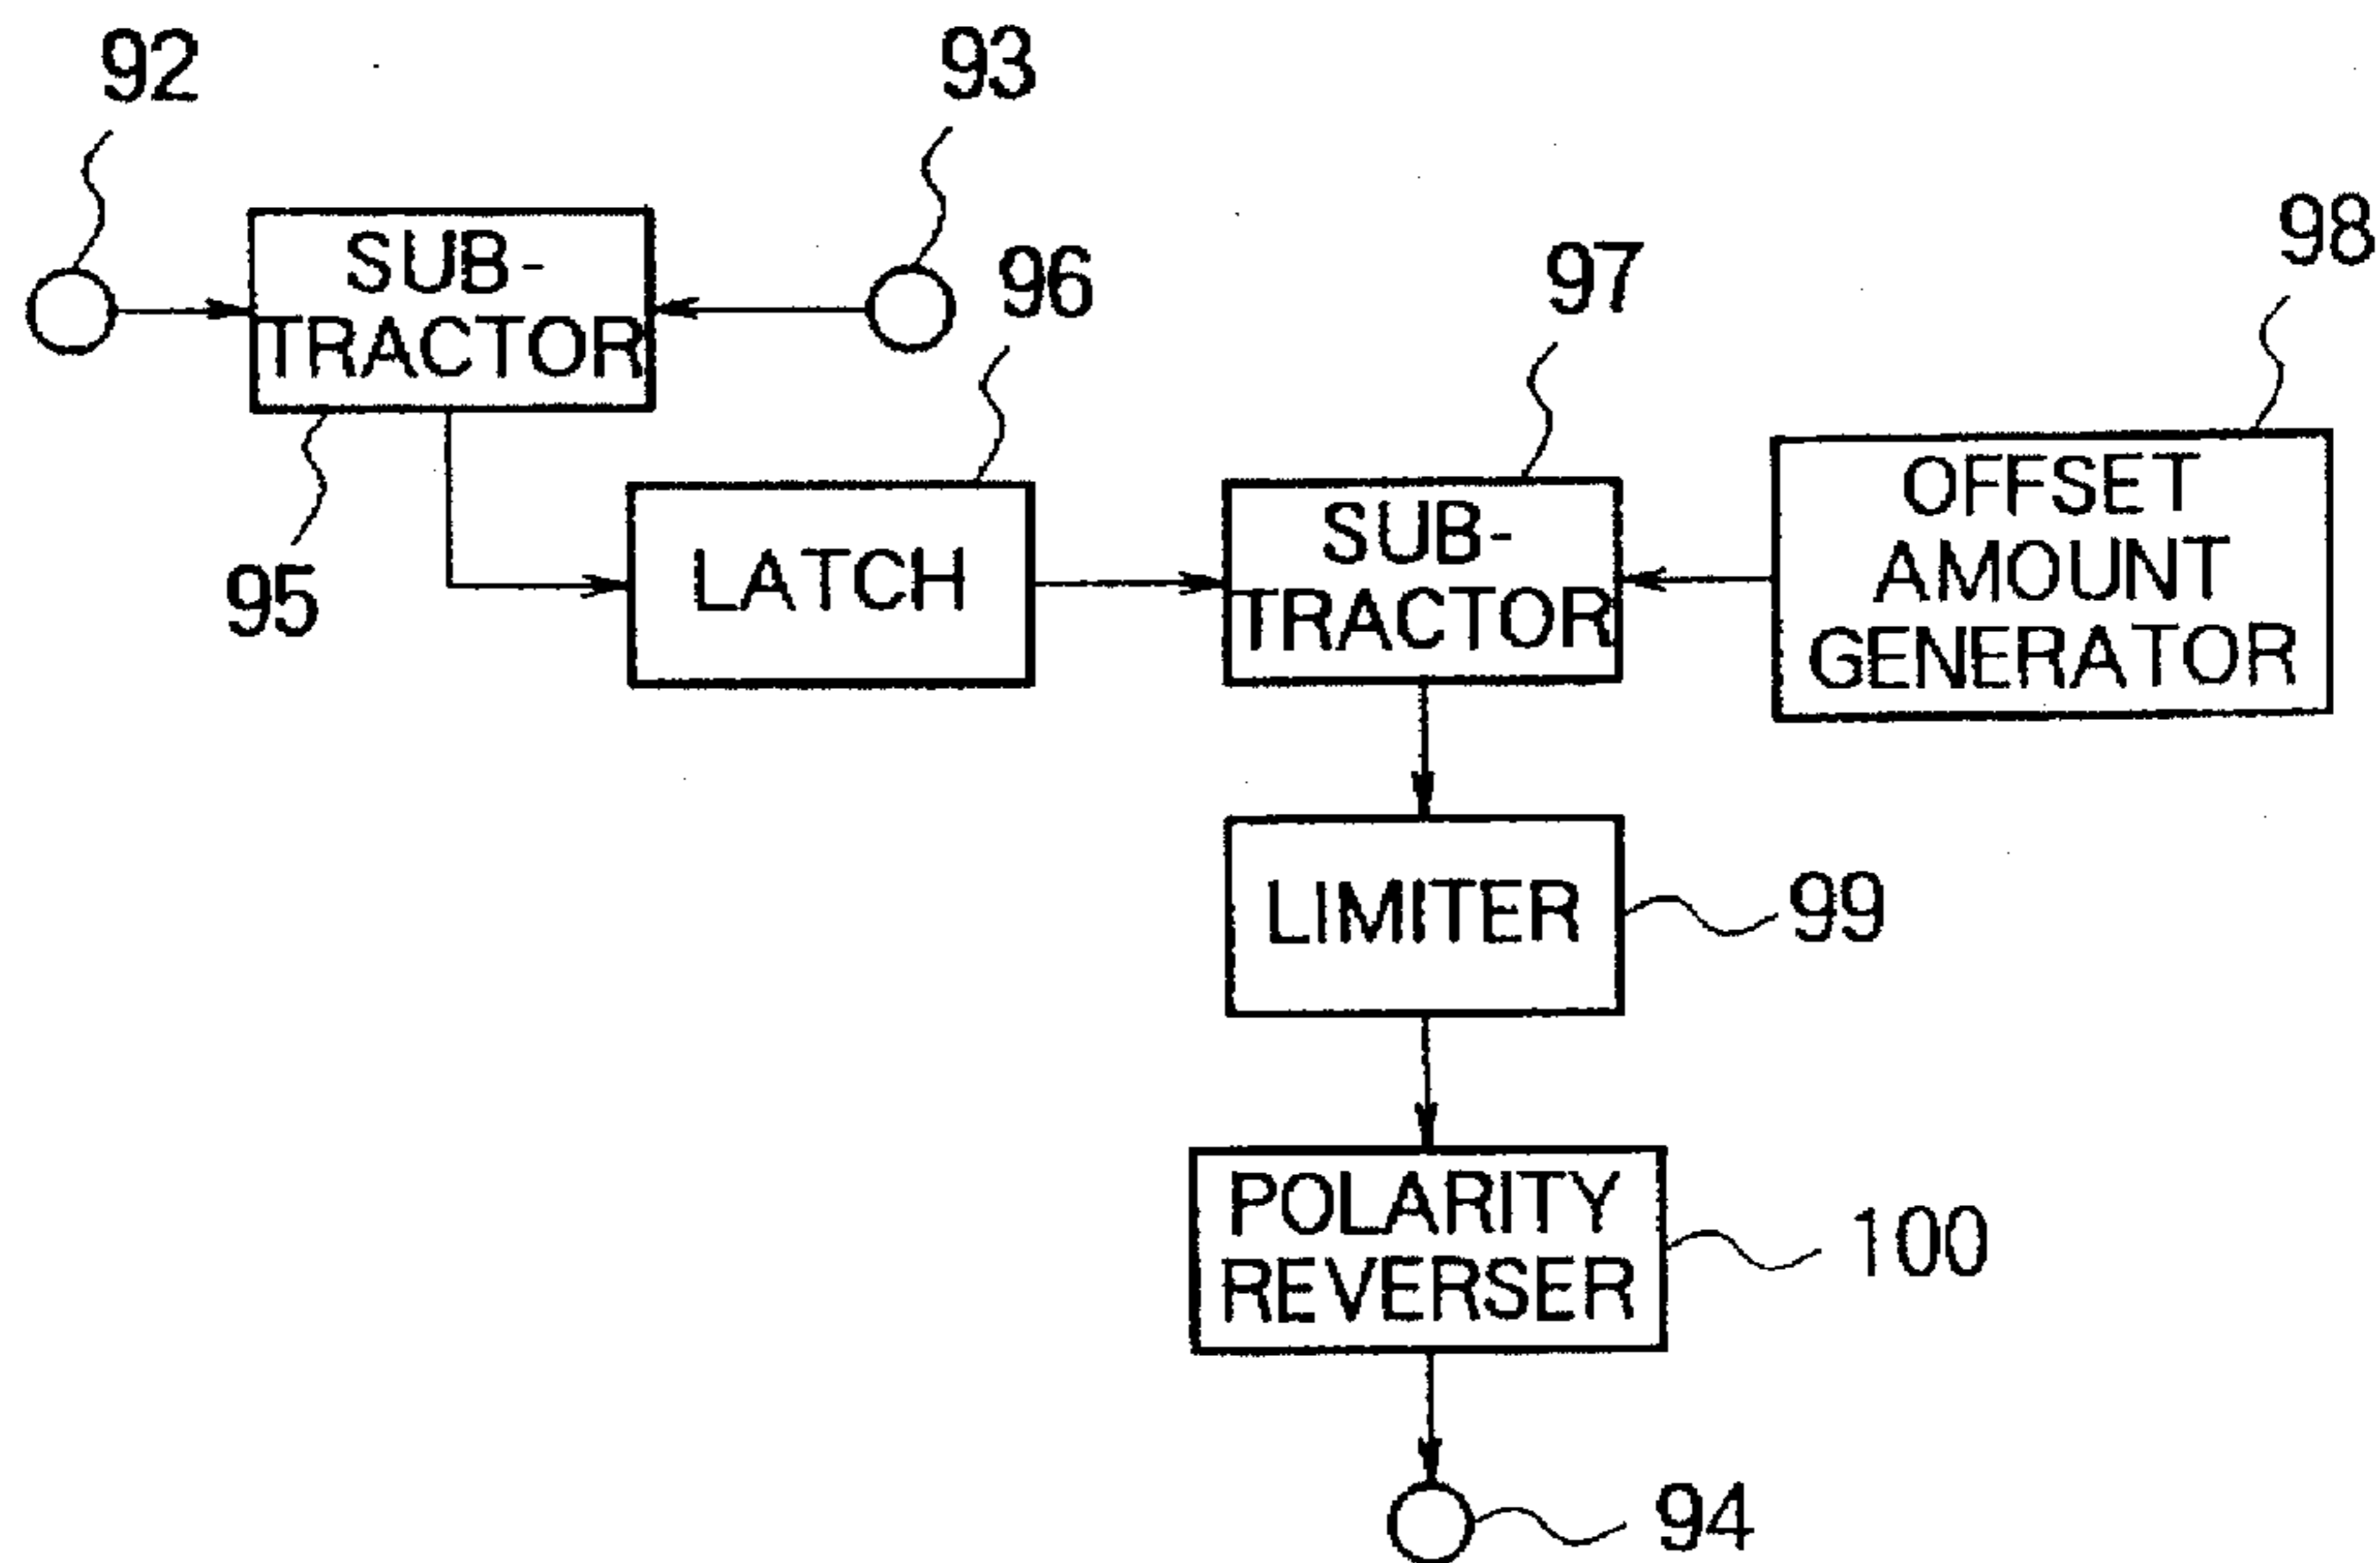 92
93
SUB-
TRACTOR
96
97
98
95
LATCH
SUB-
TRACTOR
OFFSET
AMOUNT
GENERATOR
LIMITER
99
POLARITY
REVERSER
100
94